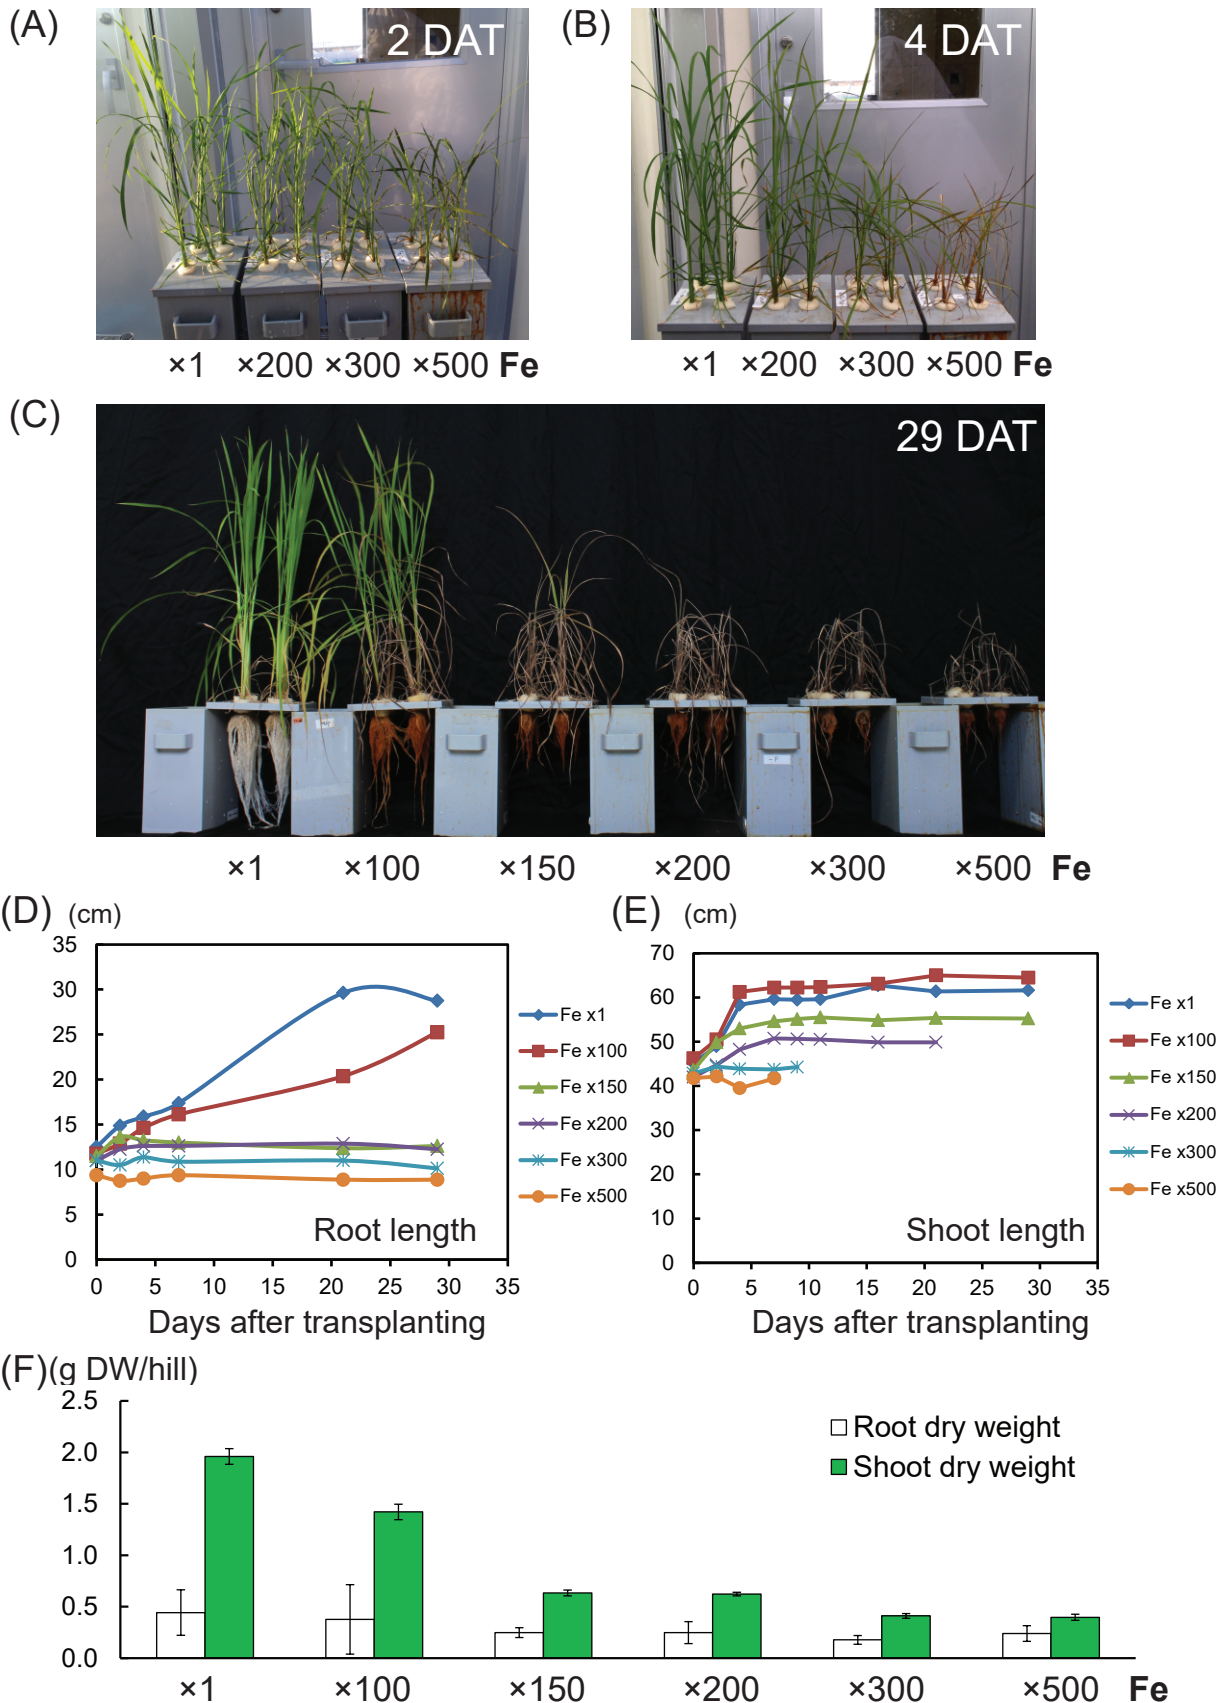 (A)
2 DAT
×1 ×200 ×300 ×500 Fe
(B)
4 DAT
×1 ×200 ×300 ×500 Fe
(C)
29 DAT
×1 ×100 ×150 ×200 ×300 ×500 Fe
(D) (cm)
35
30
25
20
15
10
5
0
0 5 10 15 20 25 30 35
Root length
Days after transplanting
Fe x1
Fe x100
Fe x150
Fe x200
Fe x300
Fe x500
(E) (cm)
70
60
50
40
30
20
10
0
0 5 10 15 20 25 30 35
Shoot length
Days after transplanting
Fe x1
Fe x100
Fe x150
Fe x200
Fe x300
Fe x500
(F) (g DW/hill)
2.5
2.0
1.5
1.0
0.5
0.0
Root dry weight
Shoot dry weight
×1 ×100 ×150 ×200 ×300 ×500 Fe